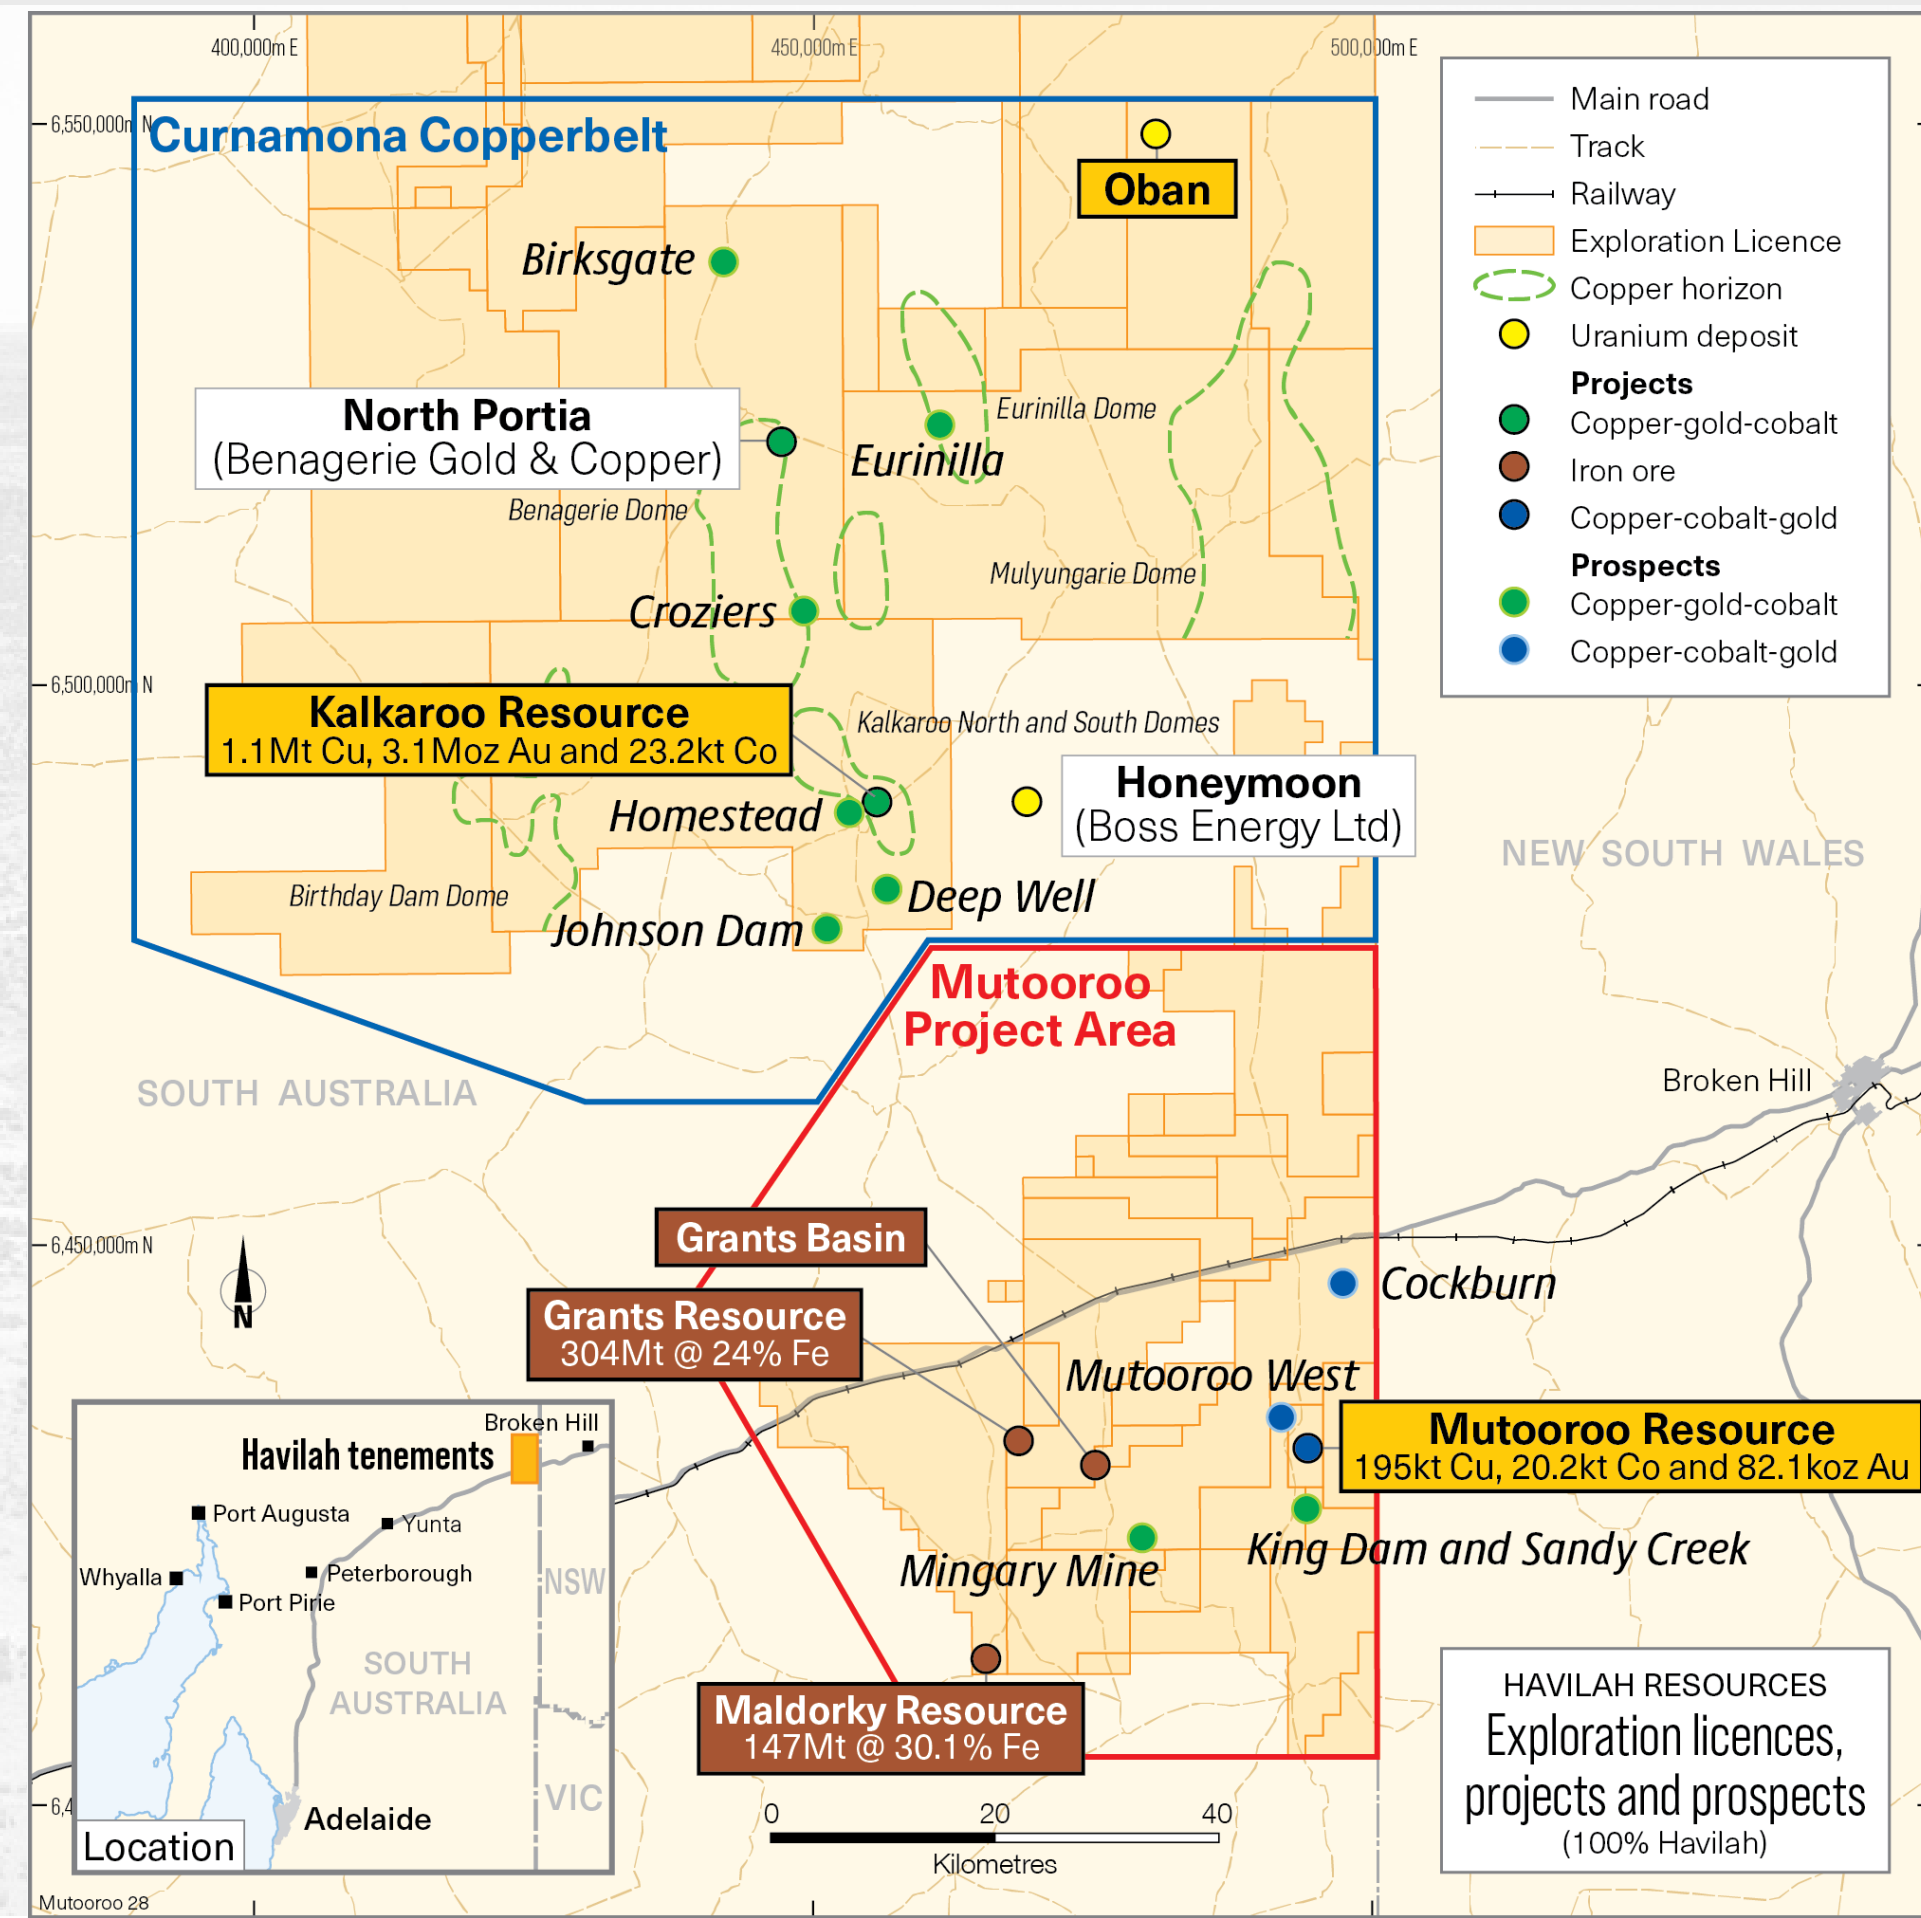 400,000m E
450,000m E
500,000m E
6,550,000m N
Curnamona Copperbelt
Oban
Birksgate
North Portia
(Benagerie Gold & Copper)
Eurinilla Dome
Eurinilla
Benagerie Dome
Mulyungarie Dome
Croziers
6,500,000m N
Kalkaroo Resource
1.1Mt Cu, 3.1Moz Au and 23.2kt Co
Kalkaroo North and South Domes
Honeymoon
(Boss Energy Ltd)
Homestead
Birthday Dam Dome
Deep Well
Johnson Dam
Main road
Track
Railway
Exploration Licence
Copper horizon
Uranium deposit
Projects
Copper-gold-cobalt
Iron ore
Copper-cobalt-gold
Prospects
Copper-gold-cobalt
Copper-cobalt-gold
NEW SOUTH WALES
Mutooroo
Project Area
SOUTH AUSTRALIA
Broken Hill
6,450,000m N
N
Grants Basin
Grants Resource
304Mt @ 24% Fe
Cockburn
Mutooroo West
Mutooroo Resource
195kt Cu, 20.2kt Co and 82.1koz Au
King Dam and Sandy Creek
Mingary Mine
Maldorky Resource
147Mt @ 30.1% Fe
Broken Hill
Havilah tenements
Port Augusta
Yunta
Whyalla
Peterborough
Port Pirie
NSW
SOUTH
AUSTRALIA
VIC
Adelaide
Location
6,4
0 20 40
Kilometres
HAVILAH RESOURCES
Exploration licences,
projects and prospects
(100% Havilah)
Mutooroo 28